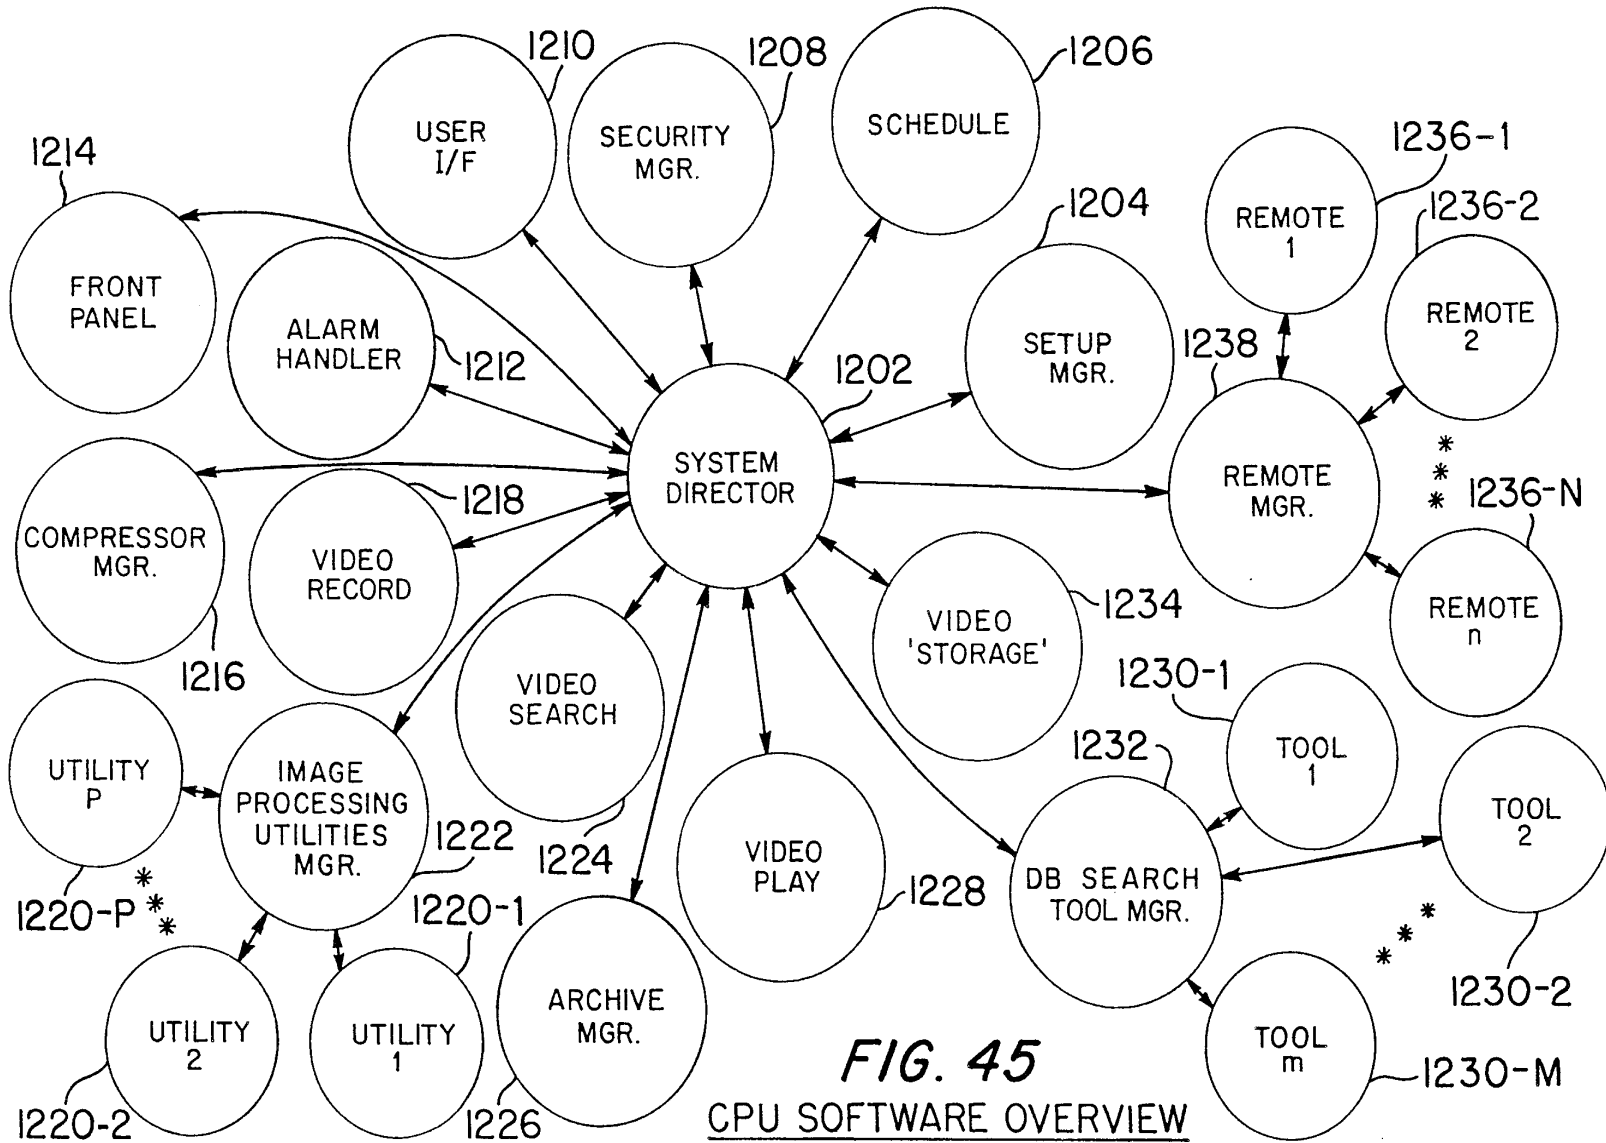 1210
1208
1206
USER
I/F
SECURITY
MGR.
SCHEDULE
1214
1236-1
REMOTE
1
1236-2
1204
FRONT
PANEL
ALARM
HANDLER
1212
SETUP
MGR.
1238
REMOTE
2
1202
SYSTEM
DIRECTOR
REMOTE
MGR.
* * *
1236-N
1218
COMPRESSOR
MGR.
VIDEO
RECORD
1216
1234
VIDEO
'STORAGE'
REMOTE
n
VIDEO
SEARCH
1224
1230-1
TOOL
1
1232
UTILITY
P
1220-P
* * *
IMAGE
PROCESSING
UTILITIES
MGR.
1222
VIDEO
PLAY
1228
DB SEARCH
TOOL MGR.
TOOL
2
1230-2
* * *
1220-1
UTILITY
2
1220-2
UTILITY
1
ARCHIVE
MGR.
1226
TOOL
m
1230-M
FIG. 45
CPU SOFTWARE OVERVIEW